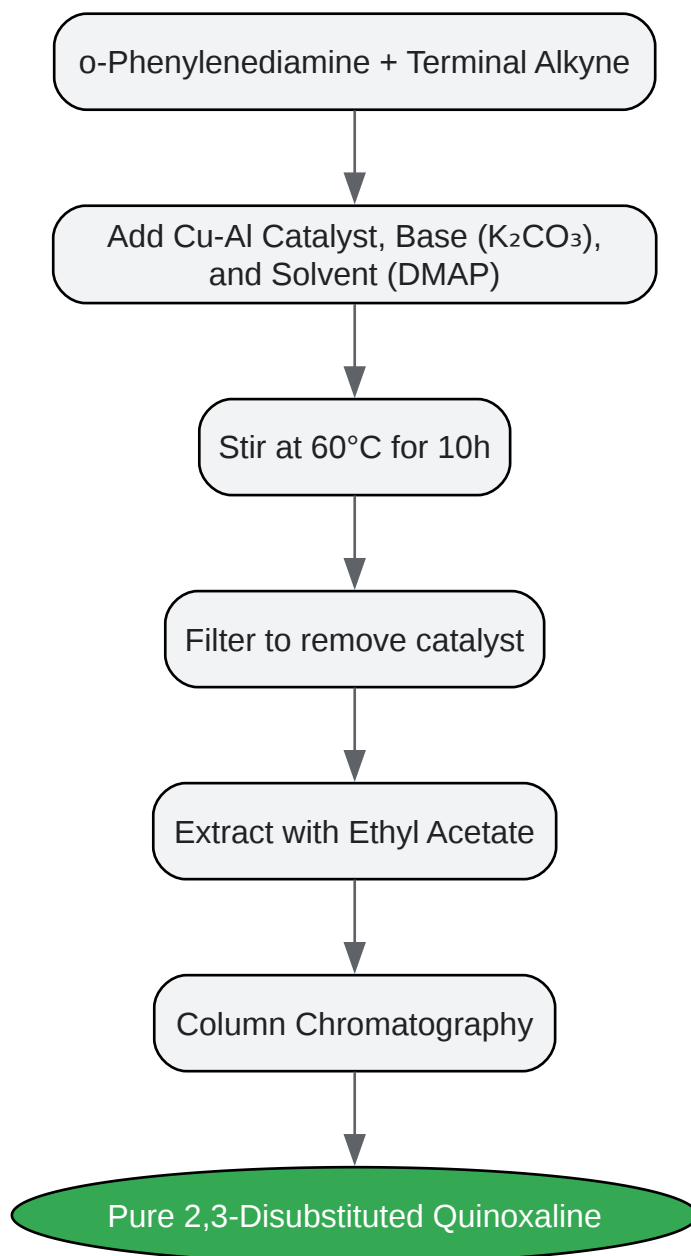 o-Phenylenediamine + Terminal Alkyne
Add Cu-Al Catalyst, Base (K₂CO₃),
and Solvent (DMAP)
Stir at 60°C for 10h
Filter to remove catalyst
Extract with Ethyl Acetate
Column Chromatography
Pure 2,3-Disubstituted Quinoxaline